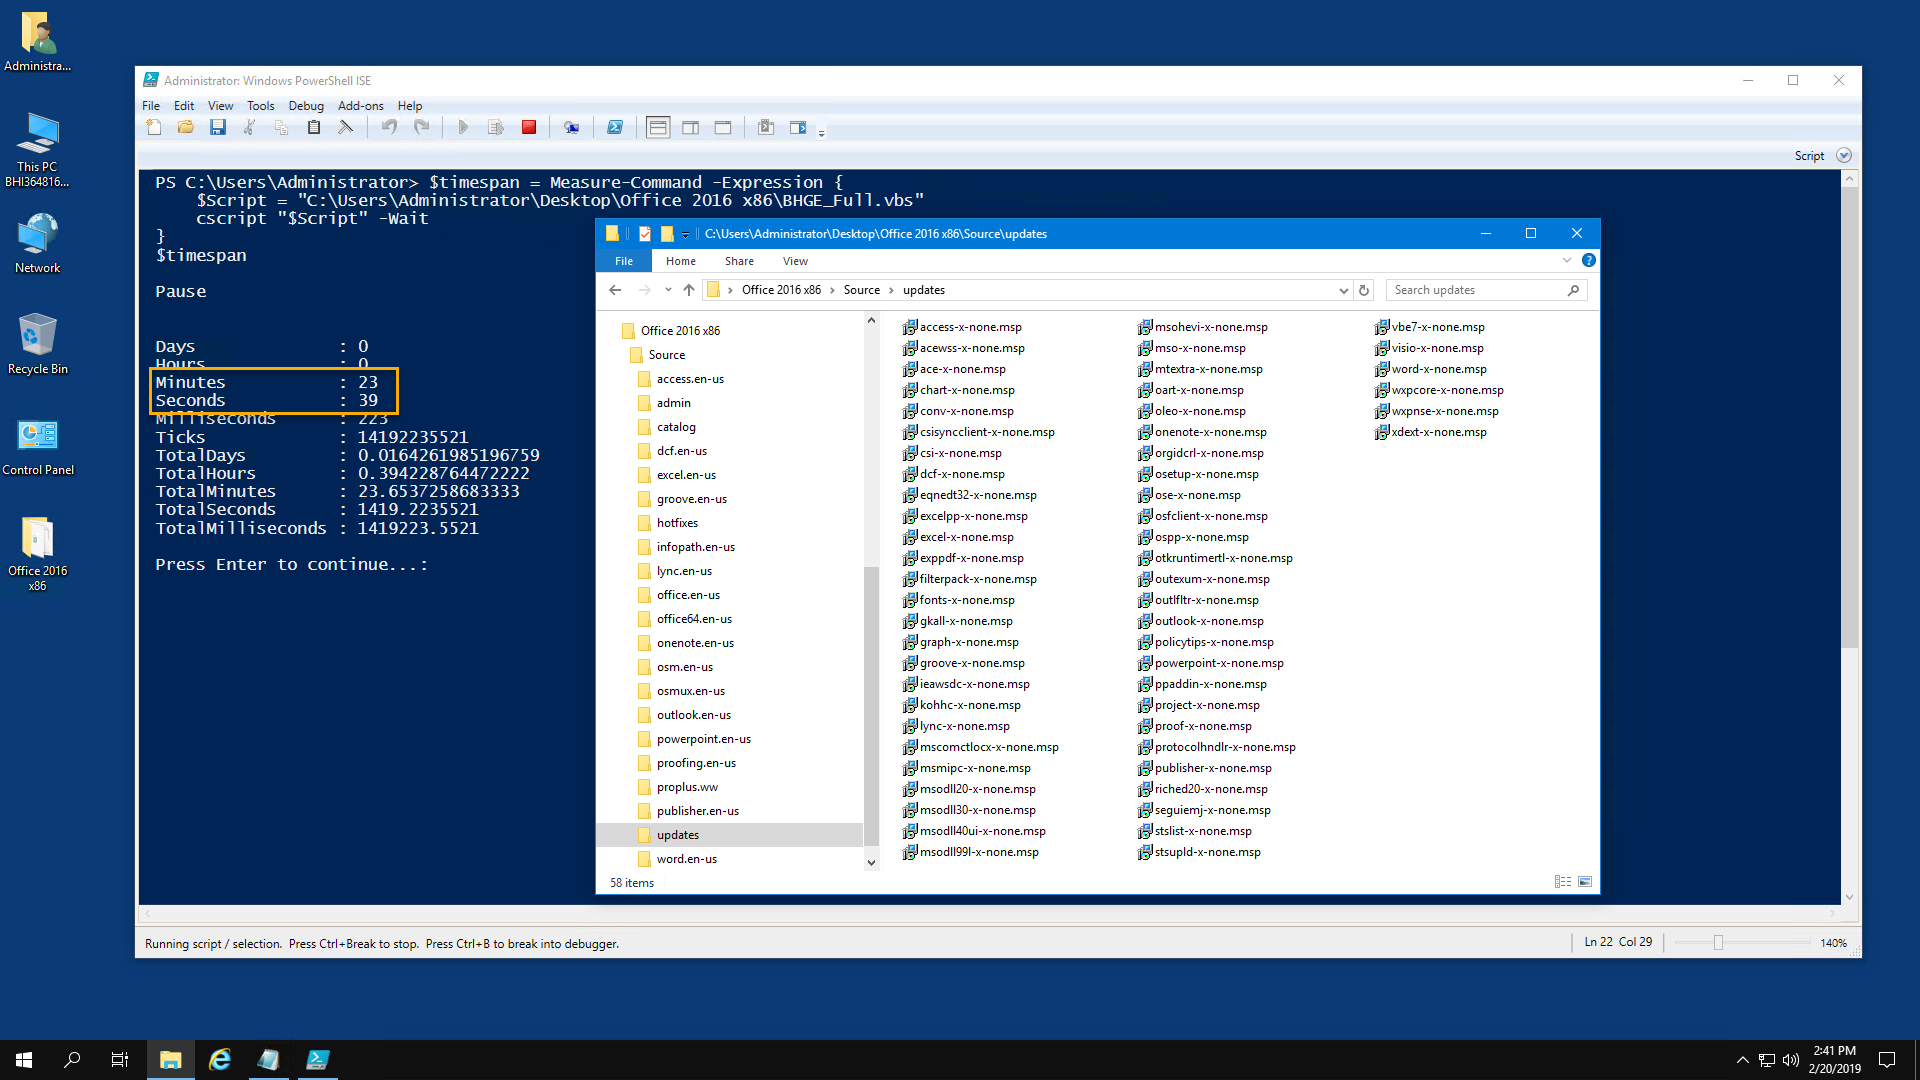 Administra...
This PC
BHI364816...
Network
Recycle Bin
Control Panel
Office 2016
x86
Administrator: Windows PowerShell ISE
File Edit View Tools Debug Add-ons Help
Script
PS C:\Users\Administrator> $timespan = Measure-Command -Expression {
$Script = "C:\Users\Administrator\Desktop\Office 2016 x86\BHGE_Full.vbs"
cscript "$Script" -Wait
}
$timespan
Pause
Days : 0
Hours : 0
Minutes : 23
Seconds : 39
Milliseconds : 223
Ticks : 14192235521
TotalDays : 0.0164261985196759
TotalHours : 0.394228764472222
TotalMinutes : 23.6537258683333
TotalSeconds : 1419.2235521
TotalMilliseconds : 1419223.5521
Press Enter to continue...:
C:\Users\Administrator\Desktop\Office 2016 x86\Source\updates
File Home Share View
Office 2016 x86 › Source › updates
Search updates
Office 2016 x86
Source
access.en-us
admin
catalog
dcf.en-us
excel.en-us
groove.en-us
hotfixes
infopath.en-us
lync.en-us
office.en-us
office64.en-us
onenote.en-us
osm.en-us
osmux.en-us
outlook.en-us
powerpoint.en-us
proofing.en-us
proplus.ww
publisher.en-us
updates
word.en-us
access-x-none.msp
acewss-x-none.msp
ace-x-none.msp
chart-x-none.msp
conv-x-none.msp
csisyncclient-x-none.msp
csi-x-none.msp
dcf-x-none.msp
eqnedt32-x-none.msp
excelpp-x-none.msp
excel-x-none.msp
exppdf-x-none.msp
filterpack-x-none.msp
fonts-x-none.msp
gkall-x-none.msp
graph-x-none.msp
groove-x-none.msp
ieawsdc-x-none.msp
kohhc-x-none.msp
lync-x-none.msp
mscomctlocx-x-none.msp
msmipc-x-none.msp
msodll20-x-none.msp
msodll30-x-none.msp
msodll40ui-x-none.msp
msodll99l-x-none.msp
msohevi-x-none.msp
mso-x-none.msp
mtextra-x-none.msp
oart-x-none.msp
oleo-x-none.msp
onenote-x-none.msp
orgidcrl-x-none.msp
osetup-x-none.msp
ose-x-none.msp
osfclient-x-none.msp
ospp-x-none.msp
otkruntimertl-x-none.msp
outexum-x-none.msp
outlfltr-x-none.msp
outlook-x-none.msp
policytips-x-none.msp
powerpoint-x-none.msp
ppaddin-x-none.msp
project-x-none.msp
proof-x-none.msp
protocolhndlr-x-none.msp
publisher-x-none.msp
riched20-x-none.msp
seguiemj-x-none.msp
stslist-x-none.msp
stsupld-x-none.msp
vbe7-x-none.msp
visio-x-none.msp
word-x-none.msp
wxpcore-x-none.msp
wxpnse-x-none.msp
xdext-x-none.msp
58 items
Running script / selection. Press Ctrl+Break to stop. Press Ctrl+B to break into debugger.
Ln 22 Col 29
140%
2:41 PM
2/20/2019